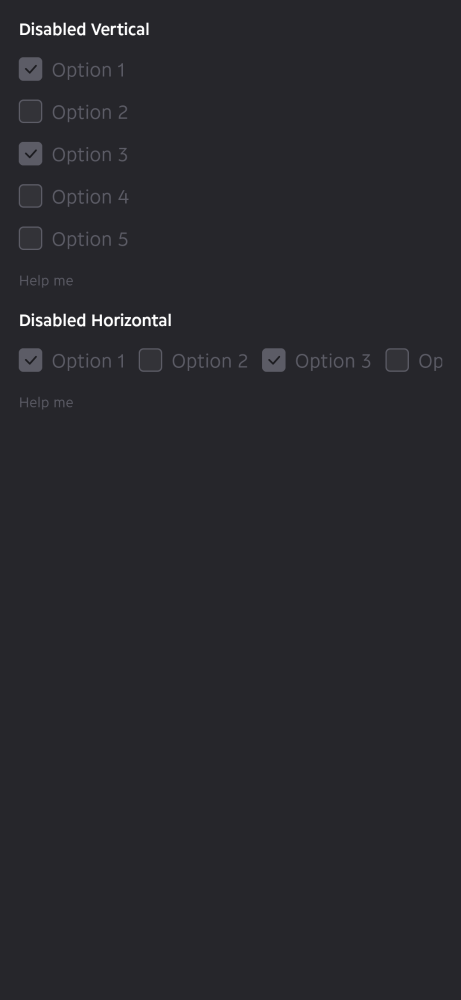 Disabled Vertical
Option 1
Option 2
Option 3
Option 4
Option 5
Help me
Disabled Horizontal
Option 1 Option 2 Option 3 Op
Help me